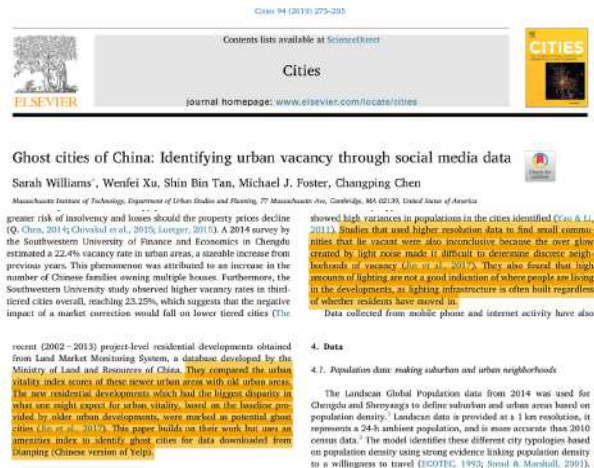 Cities 94 (2019) 275–285
Contents lists available at ScienceDirect
Cities
journal homepage: www.elsevier.com/locate/cities
ELSEVIER
CITIES
Ghost cities of China: Identifying urban vacancy through social media data
Check for updates
Sarah Williams*, Wenfei Xu, Shin Bin Tan, Michael J. Foster, Changping Chen
Massachusetts Institute of Technology, Department of Urban Studies and Planning, 77 Massachusetts Ave, Cambridge, MA 02139, United States of America
greater risk of insolvency and losses should the property prices decline
(Q. Chen, 2014; Chivakul et al., 2015; Luetger, 2015). A 2014 survey by
the Southwestern University of Finance and Economics in Chengdu
estimated a 22.4% vacancy rate in urban areas, a sizeable increase from
previous years. This phenomenon was attributed to an increase in the
number of Chinese families owning multiple houses. Furthermore, the
Southwestern University study observed higher vacancy rates in third-
tiered cities overall, reaching 23.25%, which suggests that the negative
impact of a market correction would fall on lower tiered cities (The
recent (2002–2013) project-level residential developments obtained
from Land Market Monitoring System, a database developed by the
Ministry of Land and Resources of China. They compared the urban
vitality index scores of these newer urban areas with old urban areas.
The new residential developments which had the biggest disparity in
what one might expect for urban vitality, based on the baseline pro-
vided by older urban developments, were marked as potential ghost
cities (Jin et al., 2017). This paper builds on their work but uses an
amenities index to identify ghost cities for data downloaded from
Dianping (Chinese version of Yelp).
showed high variances in populations in the cities identified (Yao & Li,
2011). Studies that used higher resolution data to find small commu-
nities that lie vacant were also inconclusive because the over glow
created by light noise made it difficult to determine discrete neigh-
borhoods of vacancy (Jin et al., 2017). They also found that high
amounts of lighting are not a good indication of where people are living
in the developments, as lighting infrastructure is often built regardless
of whether residents have moved in.
Data collected from mobile phone and internet activity have also
4. Data
4.1. Population data: making suburban and urban neighborhoods
The Landscan Global Population data from 2014 was used for
Chengdu and Shenyangs to define suburban and urban areas based on
population density.² Landscan data is provided at a 1 km resolution, it
represents a 24-h ambient population, and is more accurate than 2010
census data.³ The model identifies these different city typologies based
on population density using strong evidence linking population density
to a willingness to travel (ECOTEC, 1993; Smid & Marshall, 2001).